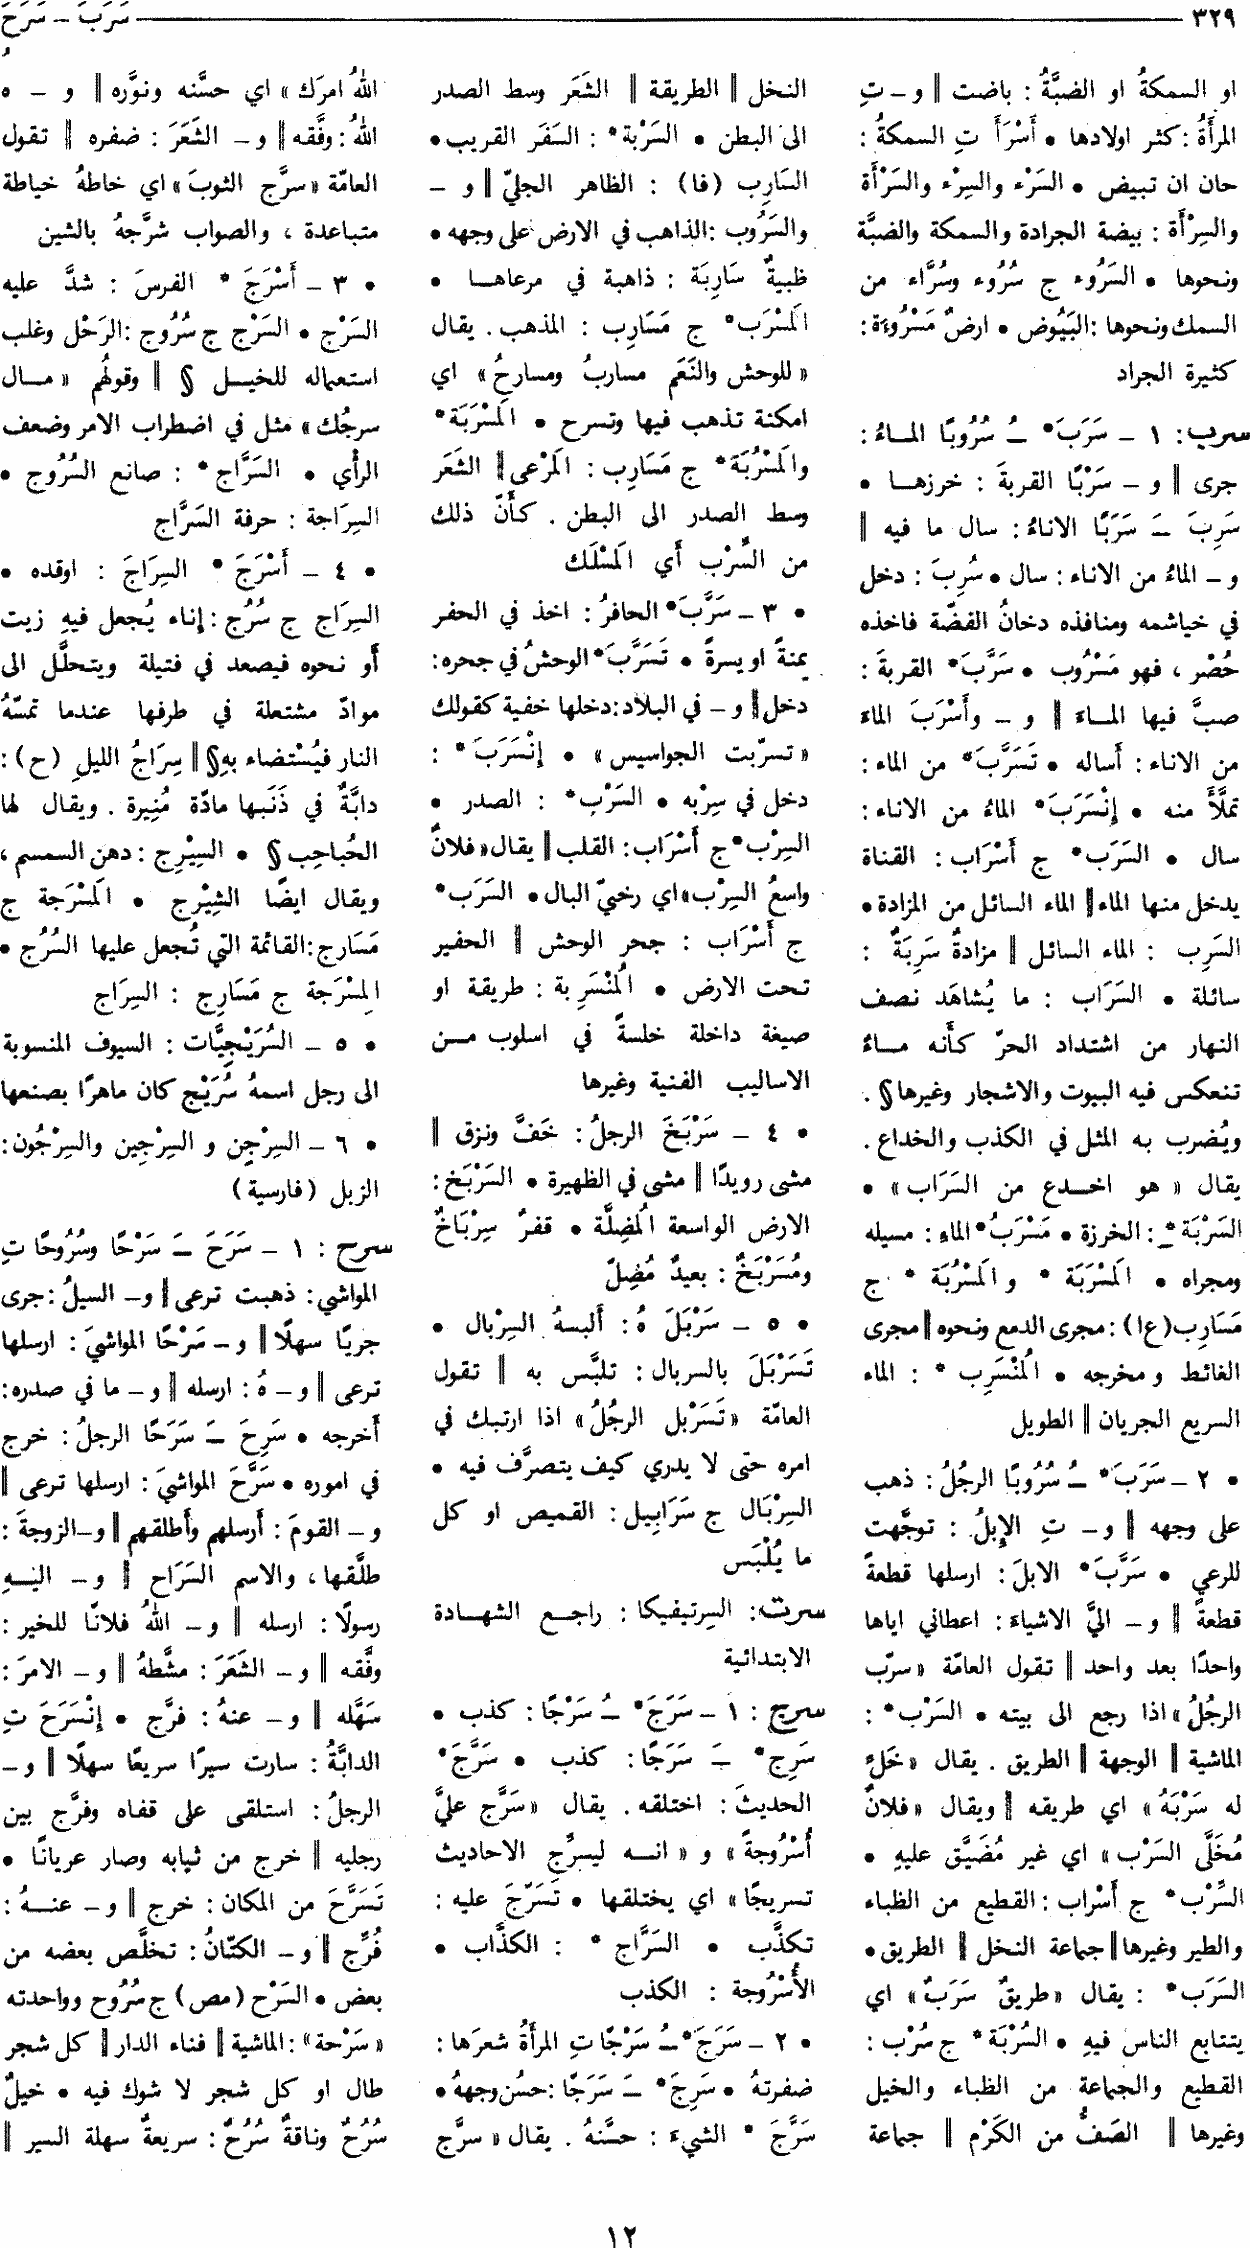 ٣٢٩ سَرَبَ – سَرَحَ
او السمكةُ او الضبَّةُ : باضت ‖ و – تِ
المرأَةُ : كثر اولادها • أَسْرَأَ تِ السمكةُ :
حان ان تبيض • السَرْء والسِرْء والسَرْأَة
والسِرْأَة : بيضة الجرادة والسمكة والضبَّة
ونحوها • السَرُوء ج سُرُوء وسُرَّاء من
السمك ونحوها : البَيُوض • ارضٌ مَسْرُوءَة :
كثيرة الجراد
سرب : ١ – سَرَبَ* ـُ سُرُوبًا الماءُ :
جرى ‖ و – سَرْبًا القربةَ : خرزها •
سَرِبَ ـَ سَرَبًا الاناءُ : سال ما فيه ‖
و – الماءُ من الاناء : سال • سُرِبَ : دخل
في خياشمه ومنافذه دخانُ الفضّة فاخذه
حُصْر ، فهو مَسْرُوب • سَرَّبَ* القربةَ :
صبَّ فيها الماءَ ‖ و – وأَسْرَبَ الماءَ
من الاناء : أَساله • تَسَرَّبَ* من الماء :
تملَّأَ منه • إِنْسَرَبَ* الماءُ من الاناء :
سال • السَرَب* ج أَسْرَاب : القناة
يدخل منها الماء ‖ الماء السائل من المزادة •
السَرِب : الماء السائل ‖ مزادةٌ سَرِبَةٌ :
سائلة • السَرَاب : ما يُشاهَد نصف
النهار من اشتداد الحرّ كأَنه ماءٌ
تنعكس فيه البيوت والاشجار وغيرها § .
ويُضرب به المثل في الكذب والخداع .
يقال « هو اخدع من السَرَاب » •
السَرْبَة* : الخرزة • مَسْرَبُ* الماءِ : مسيله
ومجراه • المَسْرَبَة* و المَسْرُبَة* ج
مَسَارِب (عا) : مجرى الدمع ونحوه ‖ مجرى
الغائط ومخرجه • المُنْسَرِب* : الماء
السريع الجريان ‖ الطويل
• ٢ – سَرَبَ* ـُ سُرُوبًا الرجُلُ : ذهب
على وجهه ‖ و – تِ الإِبلُ : توجَّهت
للرعي • سَرَّبَ* الابلَ : ارسلها قطعةً
قطعةً ‖ و – اليَّ الاشياءَ : اعطاني اياها
واحدًا بعد واحد ‖ تقول العامّة « سرّب
الرجُلُ » اذا رجع الى بيته • السَرْب* :
الماشية ‖ الوجهة ‖ الطريق . يقال « خَلِّ
له سَرْبَهُ » اي طريقه ‖ ويقال « فلانٌ
مُخَلَّى السَرْب » اي غير مُضَيَّق عليهِ •
السِّرْب* ج أَسْراب : القطيع من الظباء
والطير وغيرها ‖ جماعة النخل ‖ الطريق •
السَرَب* : يقال « طريقٌ سَرَبٌ » اي
يتتابع الناس فيهِ • السُرْبَة* ج سُرْب :
القطيع والجماعة من الظباء والخيل
وغيرها ‖ الصَفُّ من الكَرْم ‖ جماعة
النخل ‖ الطريقة ‖ الشَعَر وسط الصدر
الى البطن • السَرْبة* : السَفَر القريب •
السَارِب (فا) : الظاهر الجليّ ‖ و –
والسَرُوب : الذاهب في الارض على وجهه •
ظبيةٌ سَارِبَة : ذاهبة في مرعاها •
المَسْرَب* ج مَسَارِب : المذهب . يقال
« للوحش والنَعَم مساربُ ومسارحُ » اي
امكنة تذهب فيها وتسرح • المَسْرَبَة*
والمَسْرُبَة* ج مَسَارِب : المَرْعى ‖ الشَعَر
وسط الصدر الى البطن . كأَنّ ذلك
من السَّرْب أَي المَسْلَك
• ٣ – سَرَّبَ* الحافرُ : اخذ في الحفر
يمنةً او يسرةً • تَسَرَّبَ* الوحشُ في جحره :
دخل ‖ و – في البلاد : دخلها خفية كقولك
« تسرّبت الجواسيس » • إِنْسَرَبَ* :
دخل في سِرْبه • السَرْب* : الصدر •
السِرْب* ج أَسْرَاب : القلب ‖ يقال « فلانٌ
واسعُ السِرْب » اي رخيّ البال • السَرَب*
ج أَسْرَاب : جحر الوحش ‖ الحفير
تحت الارض • المُنْسَرِبة : طريقة او
صيغة داخلة خلسةً في اسلوب من
الاساليب الفنية وغيرها
• ٤ – سَرْبَخَ الرجلُ : خَفَّ ونزق ‖
مشى رويدًا ‖ مشى في الظهيرة • السَرْبَخ :
الارض الواسعة المُضِلَّة • قفرٌ سِرْبَاخٌ
ومُسَرْبَخٌ : بعيدٌ مُضِلّ
• ٥ – سَرْبَلَ هُ : أَلبسهُ السِرْبال •
تَسَرْبَلَ بالسربال : تلبَّس به ‖ تقول
العامّة « تَسَرْبل الرجُلُ » اذا ارتبك في
امره حتى لا يدري كيف يتصرَّف فيه •
السِرْبَال ج سَرَابِيل : القميص او كل
ما يُلْبَس
سرت : السِرتيفيكا : راجع الشهادة
الابتدائية
سرج : ١ – سَرَجَ* ـُ سَرْجًا : كذب •
سَرِج* ـَ سَرَجًا : كذب • سَرَّجَ*
الحديثَ : اختلقه . يقال « سَرَّج عليَّ
أُسْرُوجةً » و « انه ليسرِّج الاحاديث
تسريجًا » اي يختلقها • تَسَرَّجَ عليه :
تكذَّب • السَرَّاج* : الكذَّاب •
الأُسْرُوجة : الكذب
• ٢ – سَرَجَ* ـُ سَرْجًا تِ المرأَةُ شعرَها :
ضفرتهُ • سَرِجَ* ـَ سَرَجًا : حسُن وجههُ •
سَرَّجَ* الشيءَ : حسَّنهُ . يقال « سرَّج
اللهُ امرَك » اي حسَّنه ونوَّره ‖ و – ه
اللهُ : وفَّقه ‖ و – الشَعَرَ : ضفره ‖ تقول
العامّة « سرَّج الثوبَ » اي خاطهُ خياطة
متباعدة ، والصواب شرَّجهُ بالشين
• ٣ – أَسْرَجَ* الفرسَ : شدَّ عليه
السَرْج • السَرْج ج سُرُوج : الرَحْل وغلب
استعماله للخيل § ‖ وقولهُم « مال
سرجُك » مثل في اضطراب الامر وضعف
الرأْي • السَرَّاج* : صانع السُرُوج •
السِرَاجة : حرفة السَرَّاج
• ٤ – أَسْرَجَ* السِرَاجَ : اوقده •
السِرَاج ج سُرُج : إِناء يُجعل فيهِ زيت
أَو نحوه فيصعد في فتيلة ويتحلَّل الى
موادّ مشتعلة في طرفها عندما تمسّهُ
النار فيُسْتضاء بهِ § ‖ سِرَاجُ الليلِ (ح) :
دابَّةٌ في ذَنَبها مادّة مُنِيرة . ويقال لها
الحُباحِب § • السِيْرِج : دهن السمسم ،
ويقال ايضًا الشِيْرِج • المَسْرَجة ج
مَسَارج : القائمة التي تُجعل عليها السُرُج •
المِسْرَجة ج مَسَارِج : السِرَاج
• ٥ – السُرَيْجِيَّات : السيوف المنسوبة
الى رجل اسمهُ سُرَيْج كان ماهرًا بصنعها
• ٦ – السِرْجِن و السِرْجِين والسِرْجُون :
الزبل (فارسية)
سرح : ١ – سَرَحَ ـَ سَرْحًا وسُرُوحًا تِ
المواشي : ذهبت ترعى ‖ و – السيلُ : جرى
جريًا سهلًا ‖ و – سَرْحًا المواشيَ : ارسلها
ترعى ‖ و – هُ : ارسله ‖ و – ما في صدره :
أَخرجه • سَرِحَ ـَ سَرَحًا الرجلُ : خرج
في اموره • سَرَّحَ المواشيَ : ارسلها ترعى ‖
و – القومَ : أَرسلهم وأَطلقهم ‖ و – الزوجةَ :
طلَّقها ، والاسم السَرَاح ‖ و – اليهِ
رسولًا : ارسله ‖ و – اللهُ فلانًا للخير :
وفَّقه ‖ و – الشَعَرَ : مشَّطهُ ‖ و – الامرَ :
سَهَّله ‖ و – عنهُ : فرَّج • إِنْسَرَحَ تِ
الدابَّةُ : سارت سيرًا سريعًا سهلًا ‖ و –
الرجلُ : استلقى على قفاه وفرَّج بين
رجليه ‖ خرج من ثيابه وصار عريانًا •
تَسَرَّحَ من المكان : خرج ‖ و – عنهُ :
فُرِّج ‖ و – الكتّانُ : تخلَّص بعضه من
بعض • السَرْح (مص) ج سُرُوح وواحدته
« سَرْحة » : الماشية ‖ فناء الدار ‖ كل شجر
طال او كل شجر لا شوك فيه • خيلٌ
سُرُحٌ وناقةٌ سُرُحٌ : سريعةٌ سهلة السير ‖
١٢